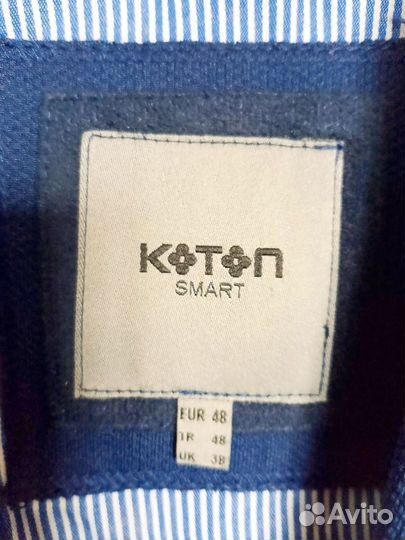 KOTON
SMART
EUR 48
TR 48
UK 38
Avito